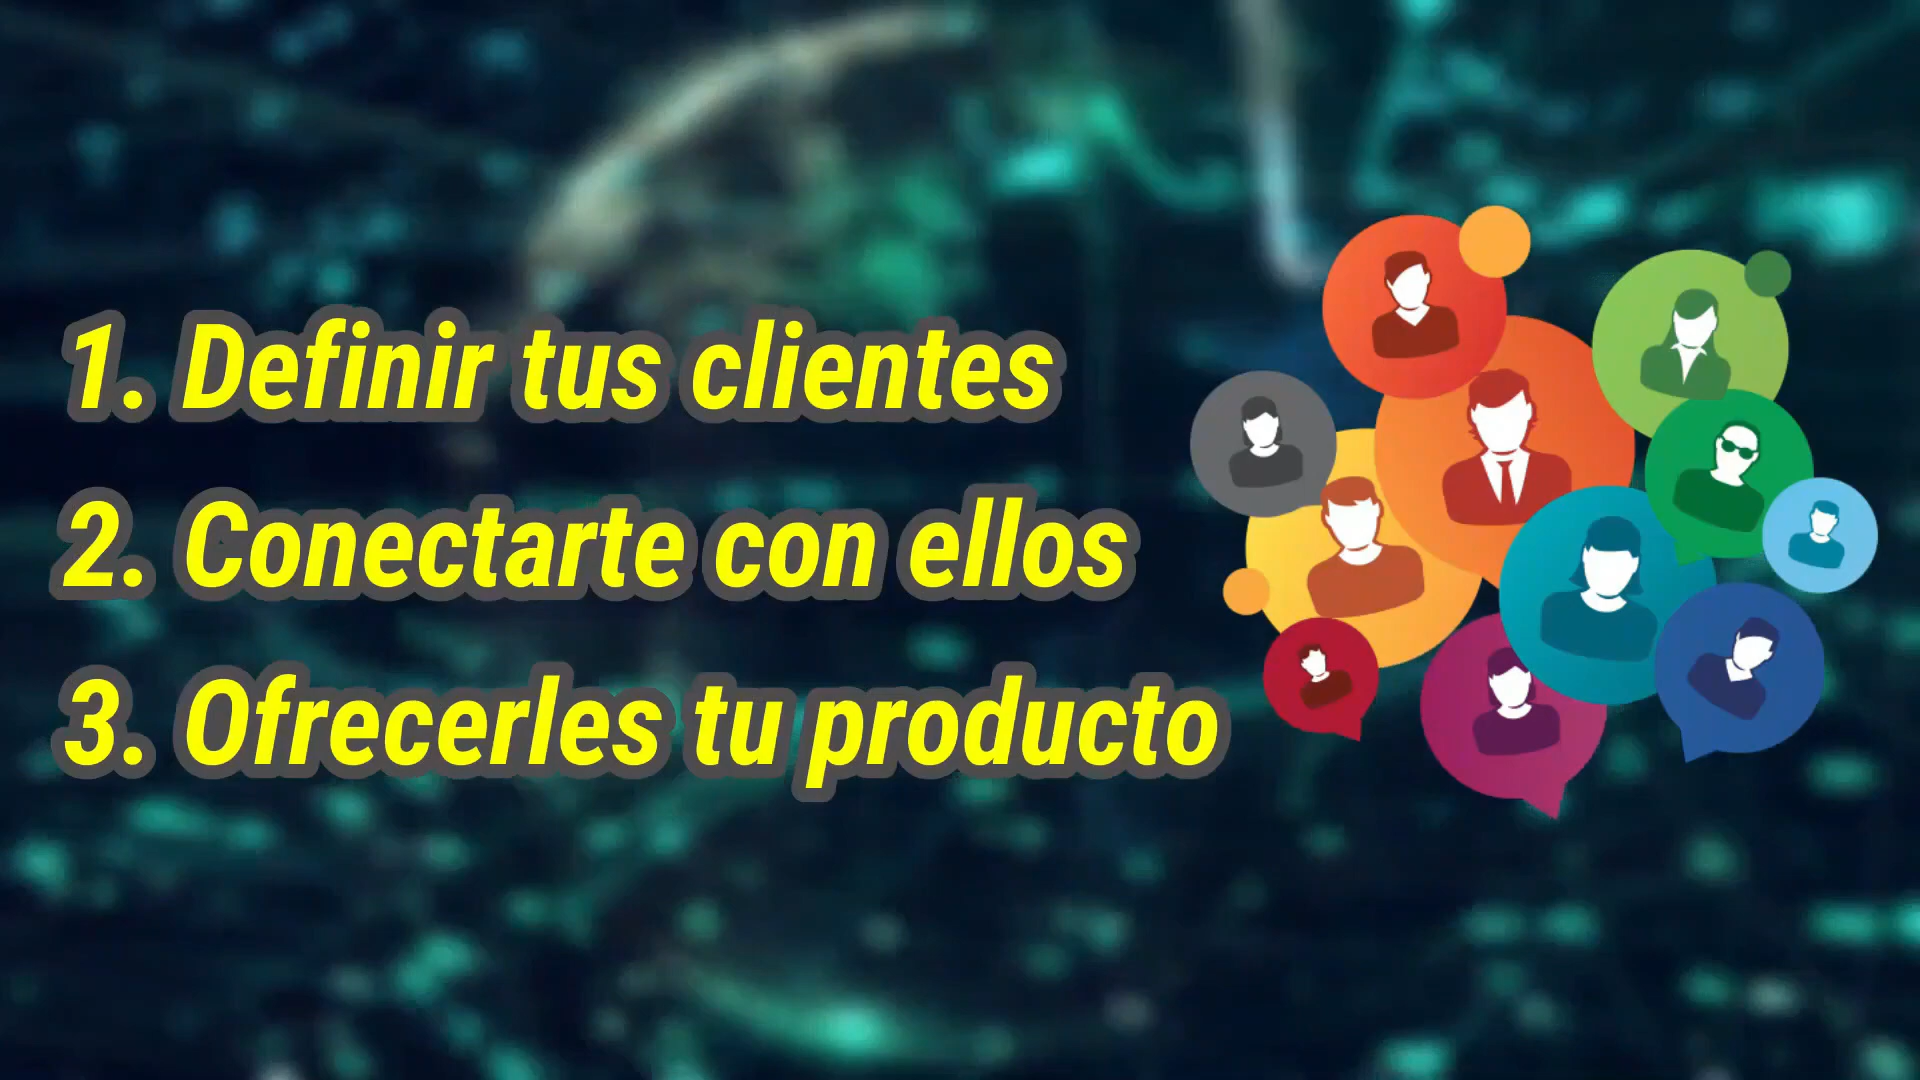 1. Definir tus clientes
2. Conectarte con ellos
3. Ofrecerles tu producto